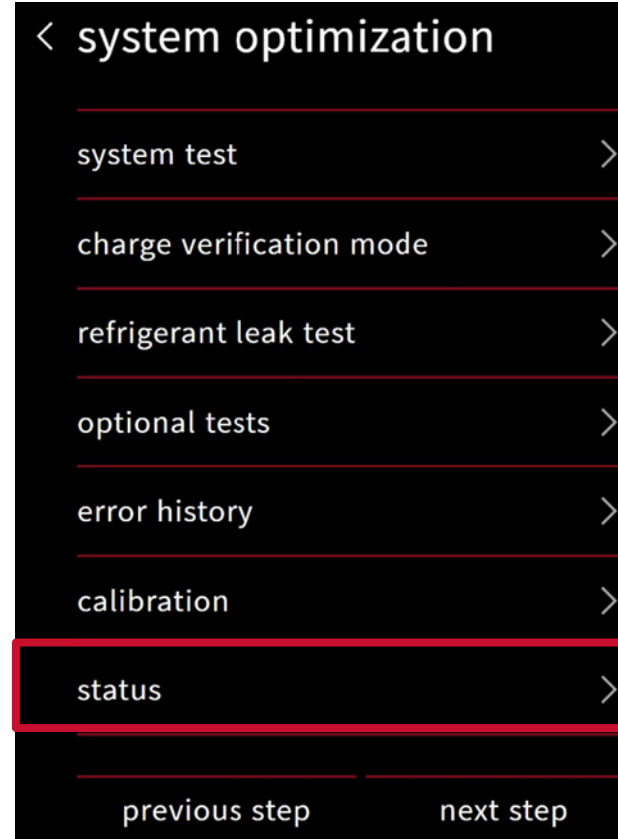 system optimization
system test
charge verification mode
refrigerant leak test
optional tests
error history
calibration
status
previous step next step